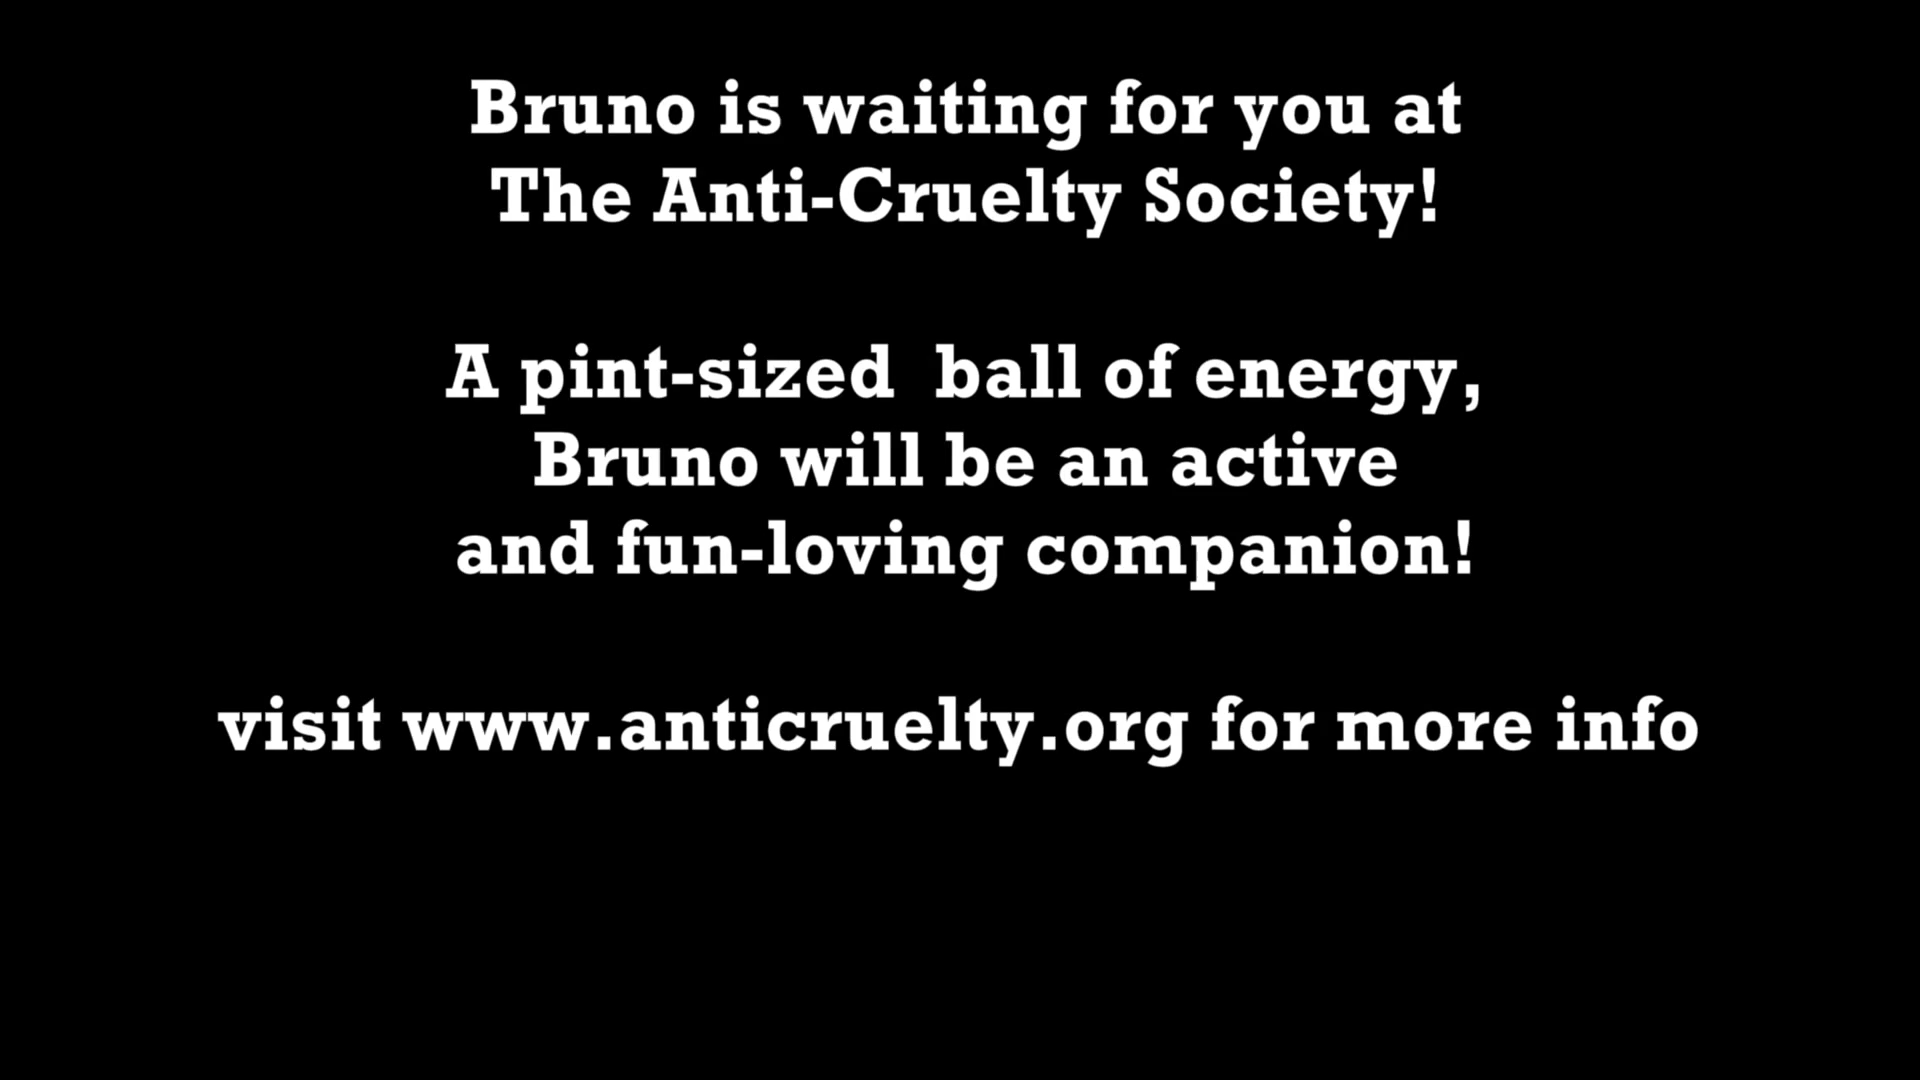 Bruno is waiting for you at
The Anti-Cruelty Society!
A pint-sized  ball of energy,
Bruno will be an active
and fun-loving companion!
visit www.anticruelty.org for more info